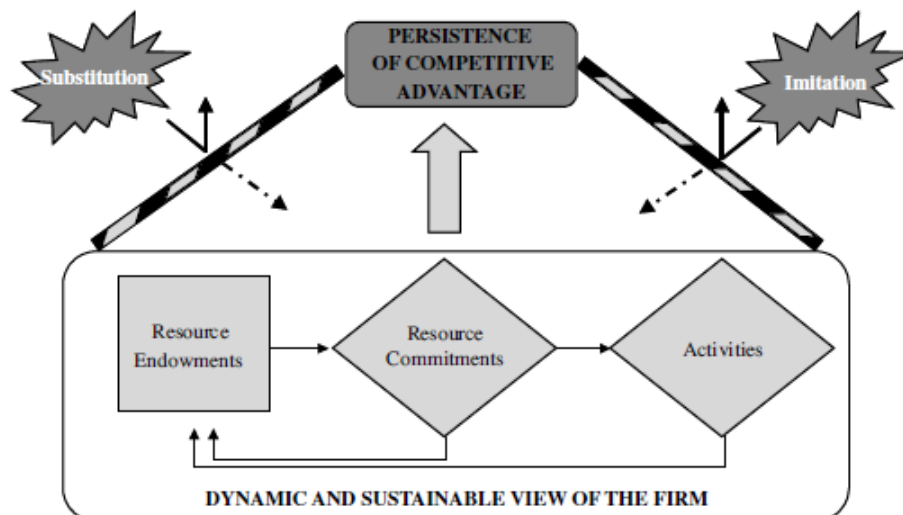 PERSISTENCE
OF COMPETITIVE
ADVANTAGE
Substitution
Imitation
Resource
Endowments
Resource
Commitments
Activities
DYNAMIC AND SUSTAINABLE VIEW OF THE FIRM